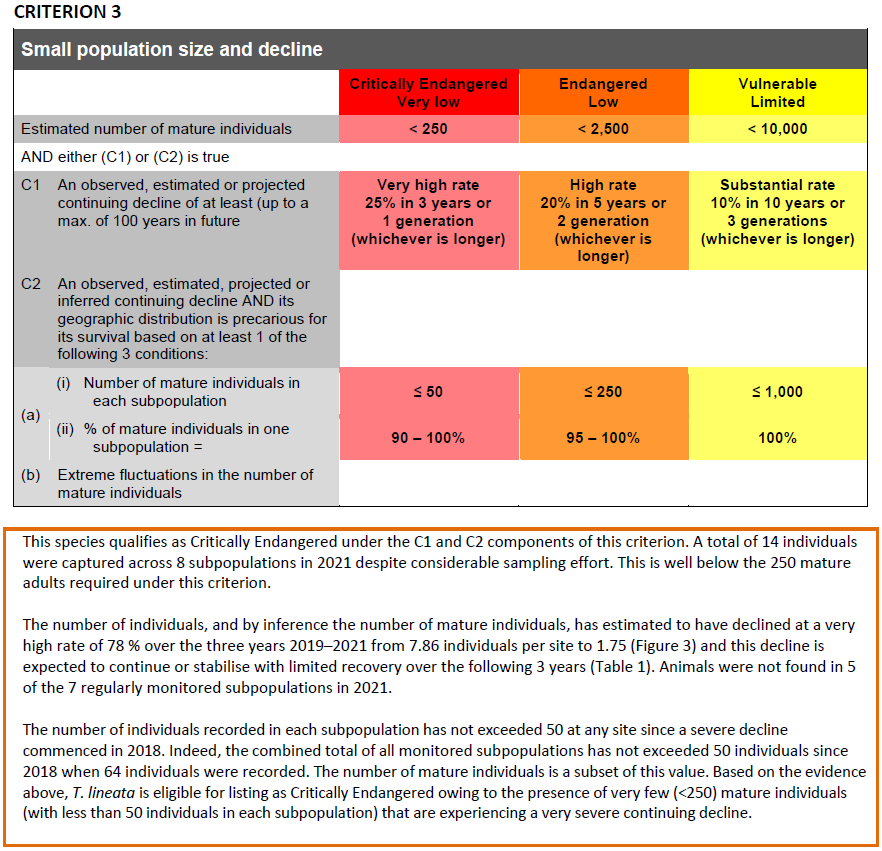 CRITERION 3
Small population size and decline
Critically Endangered
Very low
Endangered
Low
Vulnerable
Limited
Estimated number of mature individuals
< 250
< 2,500
< 10,000
AND either (C1) or (C2) is true
C1 An observed, estimated or projected
continuing decline of at least (up to a
max. of 100 years in future
Very high rate
25% in 3 years or
1 generation
(whichever is longer)
High rate
20% in 5 years or
2 generation
(whichever is
longer)
Substantial rate
10% in 10 years or
3 generations
(whichever is longer)
C2 An observed, estimated, projected or
inferred continuing decline AND its
geographic distribution is precarious for
its survival based on at least 1 of the
following 3 conditions:
(a)
(i) Number of mature individuals in
each subpopulation
≤ 50
≤ 250
≤ 1,000
(ii) % of mature individuals in one
subpopulation =
90 – 100%
95 – 100%
100%
(b) Extreme fluctuations in the number of
mature individuals
This species qualifies as Critically Endangered under the C1 and C2 components of this criterion. A total of 14 individuals
were captured across 8 subpopulations in 2021 despite considerable sampling effort. This is well below the 250 mature
adults required under this criterion.
The number of individuals, and by inference the number of mature individuals, has estimated to have declined at a very
high rate of 78 % over the three years 2019–2021 from 7.86 individuals per site to 1.75 (Figure 3) and this decline is
expected to continue or stabilise with limited recovery over the following 3 years (Table 1). Animals were not found in 5
of the 7 regularly monitored subpopulations in 2021.
The number of individuals recorded in each subpopulation has not exceeded 50 at any site since a severe decline
commenced in 2018. Indeed, the combined total of all monitored subpopulations has not exceeded 50 individuals since
2018 when 64 individuals were recorded. The number of mature individuals is a subset of this value. Based on the evidence
above, T. lineata is eligible for listing as Critically Endangered owing to the presence of very few (<250) mature individuals
(with less than 50 individuals in each subpopulation) that are experiencing a very severe continuing decline.